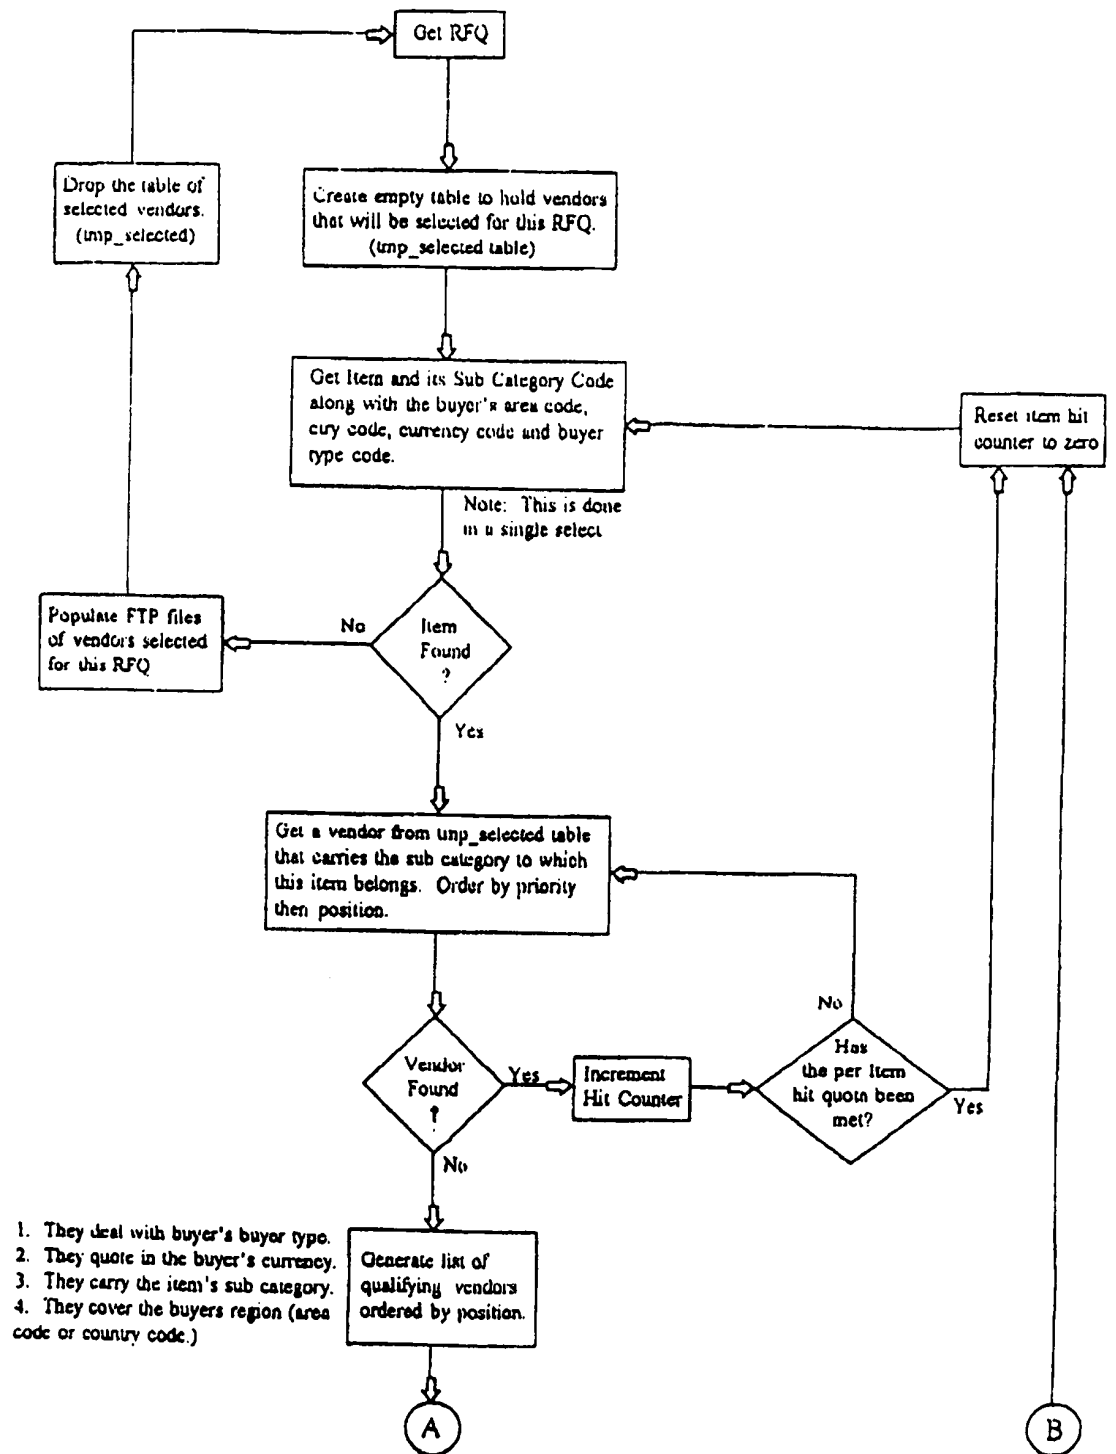 Get RFQ
Drop the table of
selected vendors.
(tmp_selected)
Create empty table to hold vendors
that will be selected for this RFQ.
(tmp_selected table)
Get Item and its Sub Category Code
along with the buyer's area code,
ctry code, currency code and buyer
type code.
Reset item hit
counter to zero
Note: This is done
in a single select
Populate FTP files
of vendors selected
for this RFQ
No
Item
Found
?
Yes
Get a vendor from tmp_selected table
that carries the sub category to which
this item belongs. Order by priority
then position.
No
Vendor
Found
?
Yes
Increment
Hit Counter
Has
the per Item
hit quota been
met?
Yes
No
1. They deal with buyer's buyer type.
2. They quote in the buyer's currency.
3. They carry the item's sub category.
4. They cover the buyers region (area
code or country code.)
Generate list of
qualifying vendors
ordered by position.
A
B